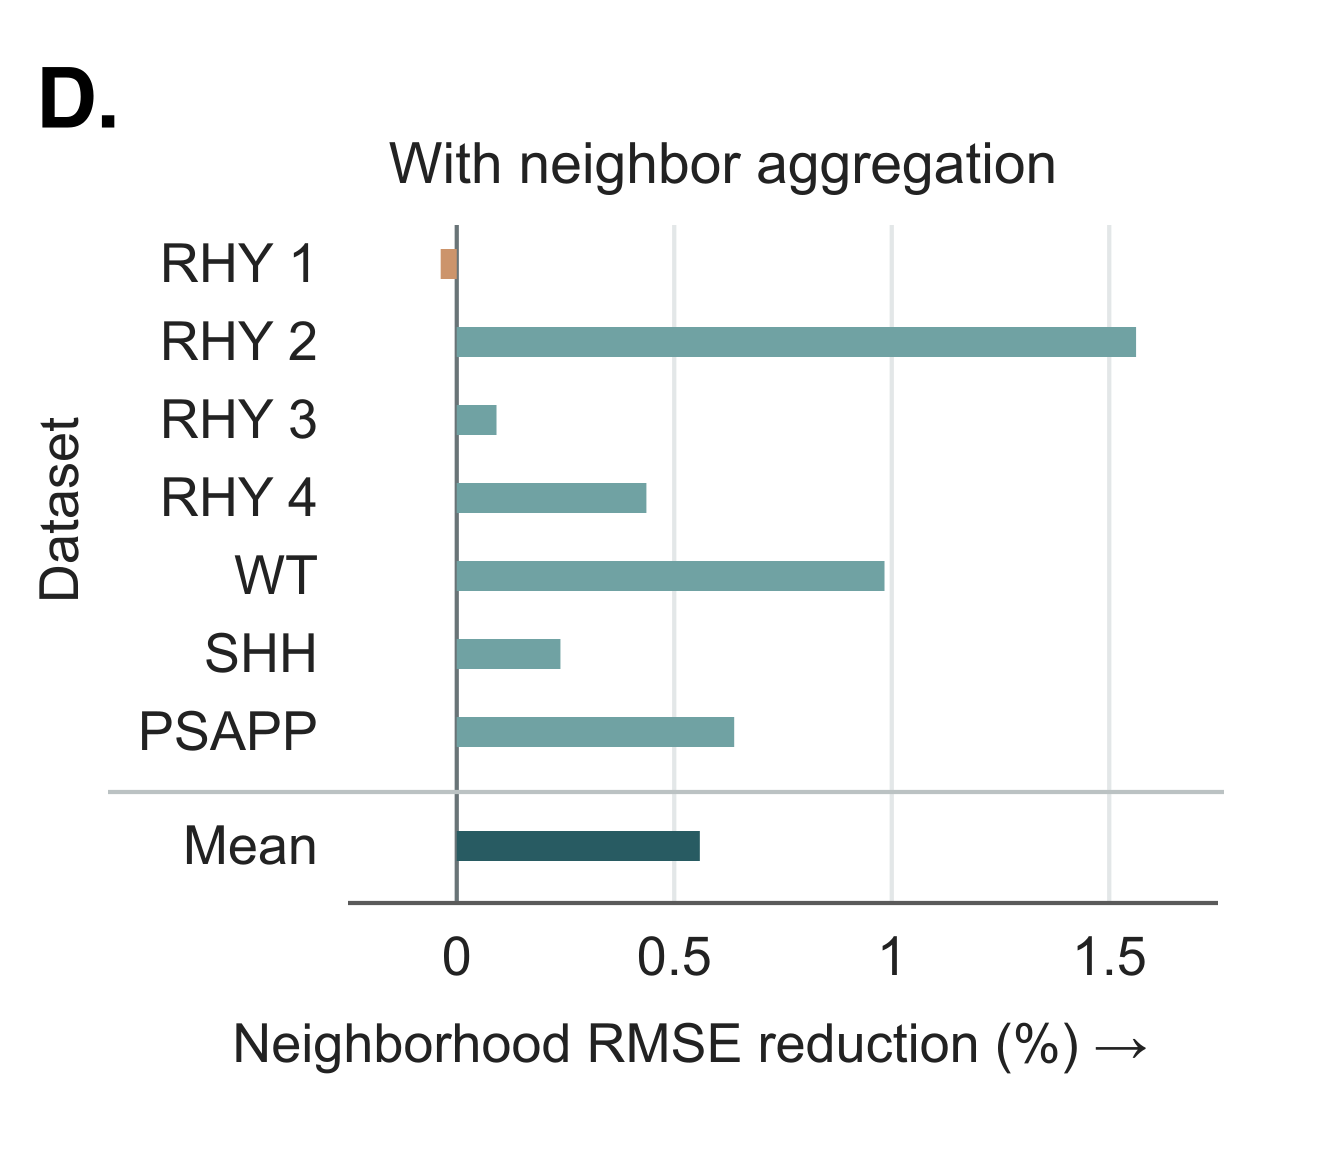 D.
With neighbor aggregation
Dataset
RHY 1
RHY 2
RHY 3
RHY 4
WT
SHH
PSAPP
Mean
0 0.5 1 1.5
Neighborhood RMSE reduction (%) →